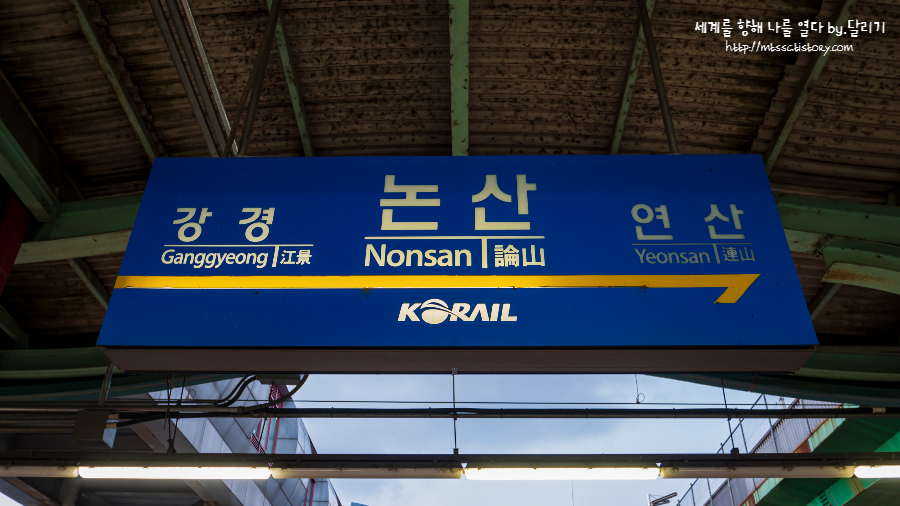 세계를 향해 나를 열다 by.달리기
http://mtssc.tistory.com
강경 논산 연산
Ganggyeong 江景 Nonsan 論山 Yeonsan 連山
KORAIL